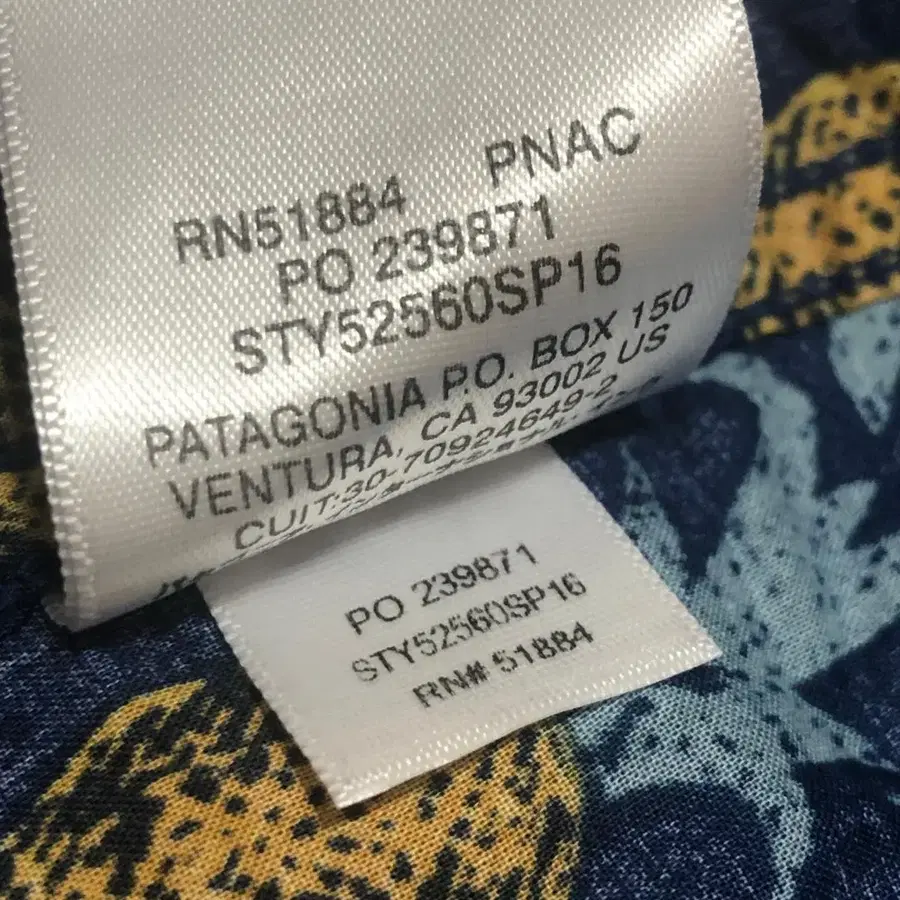 RN51884 PNAC
PO 239871
STY52560SP16
PATAGONIA P.O. BOX 150
VENTURA, CA 93002 US
CUIT:30-70924649-2
PO 239871
STY52560SP16
RN# 51884